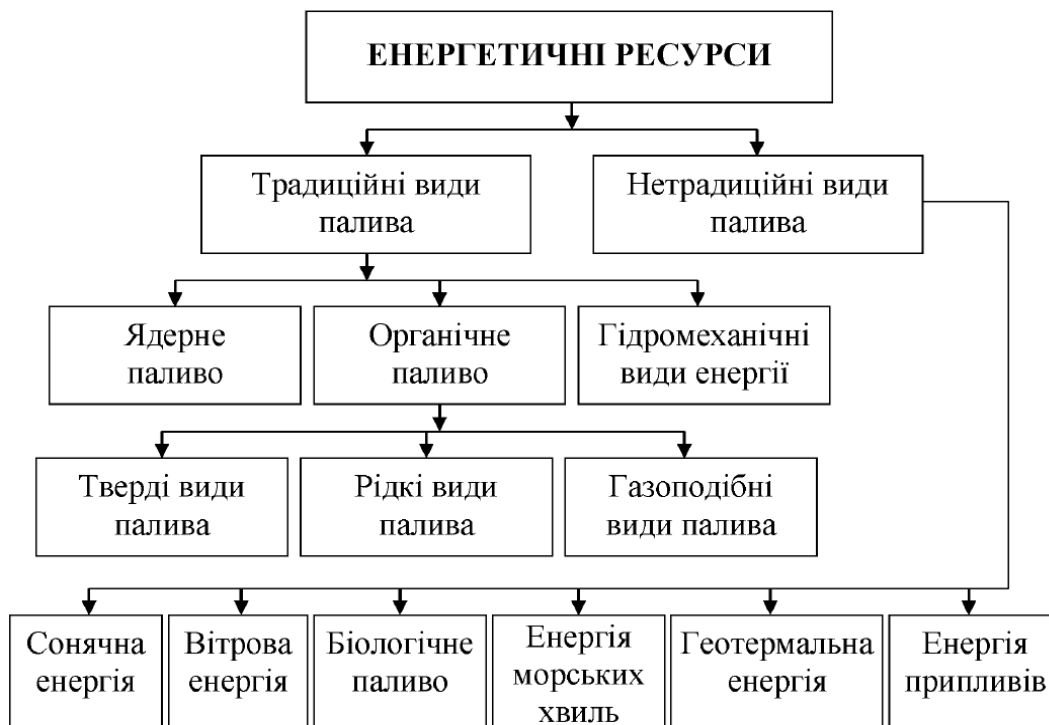 ЕНЕРГЕТИЧНІ РЕСУРСИ
Традиційні види
палива
Нетрадиційні види
палива
Ядерне
паливо
Органічне
паливо
Гідромеханічні
види енергії
Тверді види
палива
Рідкі види
палива
Газоподібні
види палива
Сонячна
енергія
Вітрова
енергія
Біологічне
паливо
Енергія
морських
хвиль
Геотермальна
енергія
Енергія
припливів